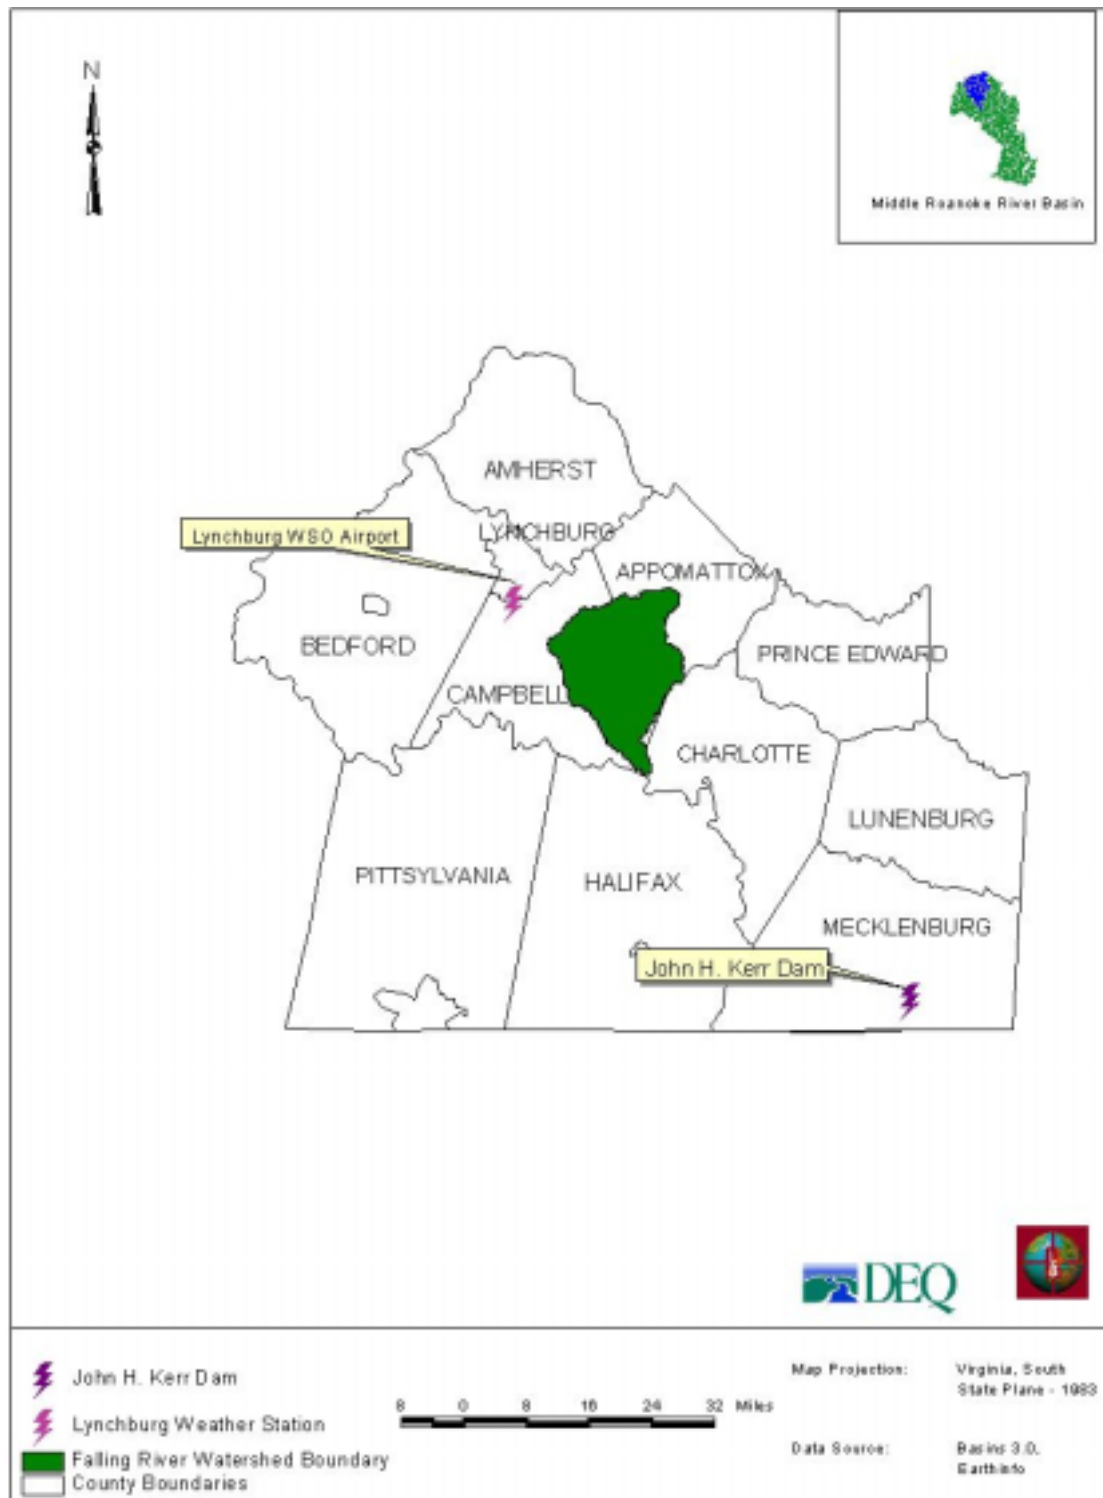 N
Middle Roanoke River Basin
AMHERST
LYNCHBURG
Lynchburg WSO Airport
APPOMATTOX
BEDFORD
PRINCE EDWARD
CAMPBELL
CHARLOTTE
LUNENBURG
PITTSYLVANIA
HALIFAX
MECKLENBURG
John H. Kerr Dam
DEQ
John H. Kerr Dam
Lynchburg Weather Station
Falling River Watershed Boundary
County Boundaries
8 0 8 16 24 32 Miles
Map Projection: Virginia, South
State Plane - 1983
Data Source: Basins 3.0,
Earthinfo